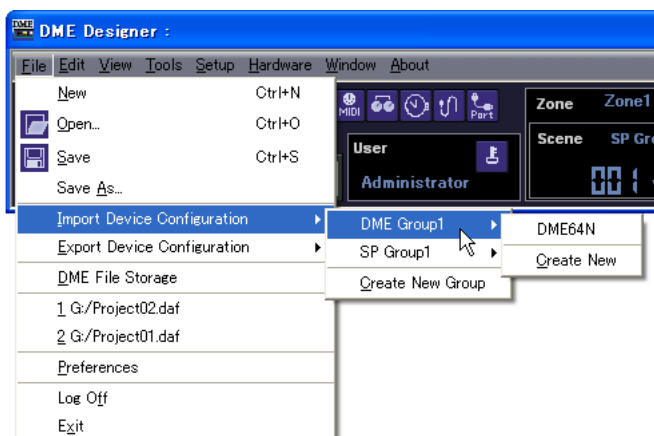 DME Designer :
File Edit View Tools Setup Hardware Window About
New Ctrl+N
Open... Ctrl+O
Save Ctrl+S
Save As...
Import Device Configuration
Export Device Configuration
DME File Storage
1 G:/Project02.daf
2 G:/Project01.daf
Preferences
Log Off
Exit
DME Group1
SP Group1
Create New Group
DME64N
Create New
MIDI
Port
User
Administrator
Zone Zone1
Scene SP Gr
001